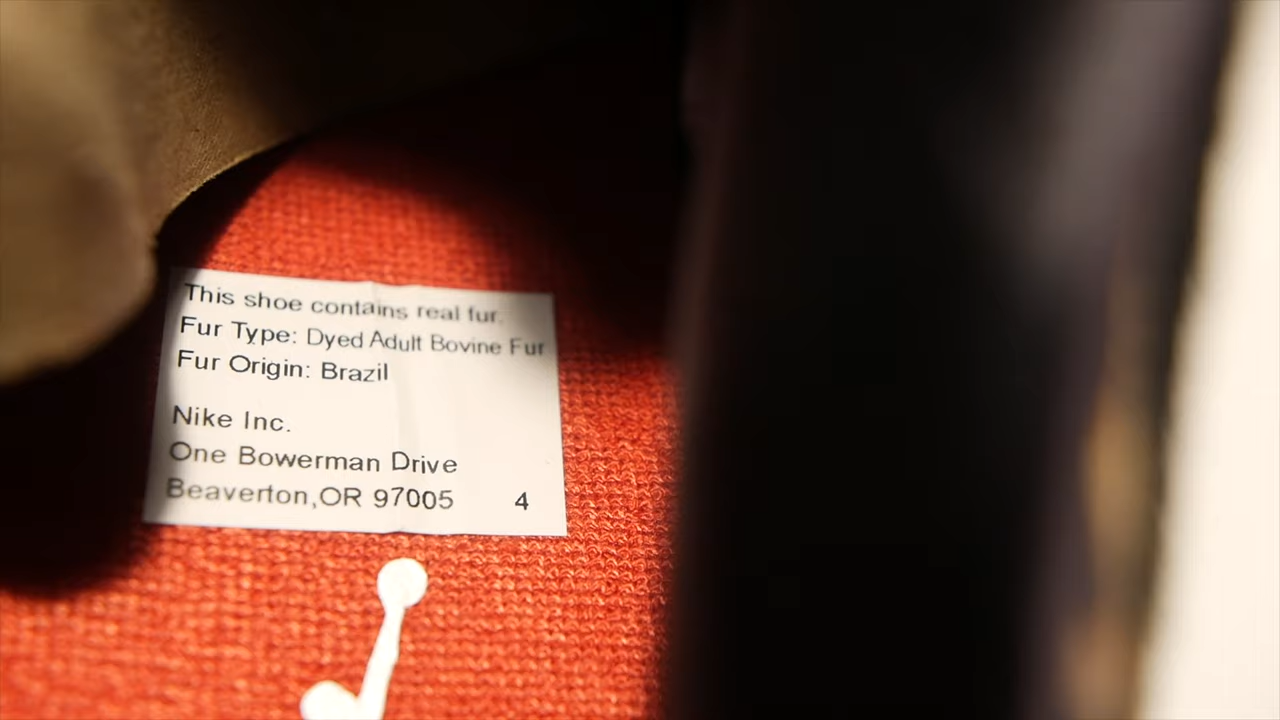 This shoe contains real fur.
Fur Type: Dyed Adult Bovine Fur
Fur Origin: Brazil
Nike Inc.
One Bowerman Drive
Beaverton,OR 97005 4